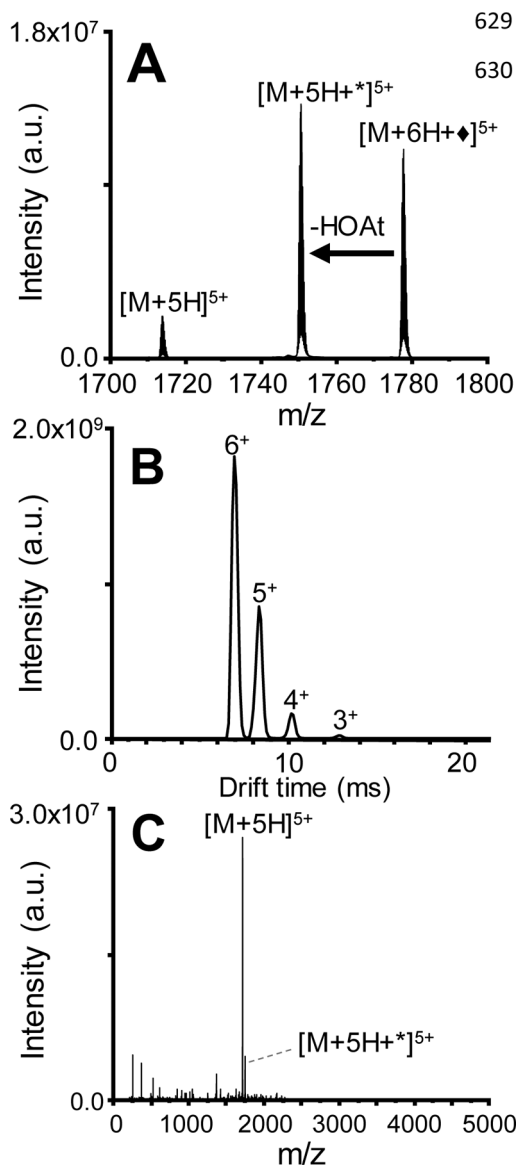 629
630
1.8x10⁷
A
[M+5H+*]⁵⁺
[M+6H+♦]⁵⁺
-HOAt
[M+5H]⁵⁺
Intensity (a.u.)
0.0
1700 1720 1740 1760 1780 1800
m/z
2.0x10⁹
B
6⁺
5⁺
4⁺
3⁺
Intensity (a.u.)
0.0
0 10 20
Drift time (ms)
3.0x10⁷
C
[M+5H]⁵⁺
[M+5H+*]⁵⁺
Intensity (a.u.)
0.0
0 1000 2000 3000 4000 5000
m/z